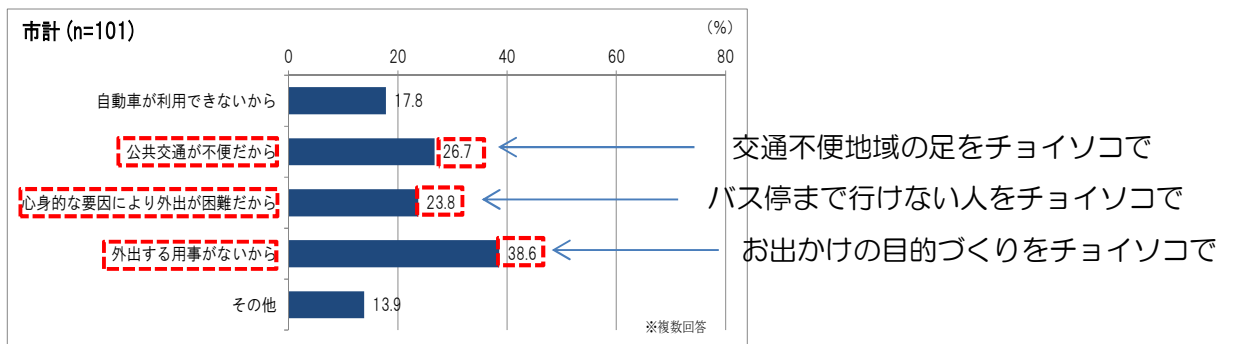 市計 (n=101)
(%)
0 20 40 60 80
自動車が利用できないから 17.8
公共交通が不便だから 26.7 交通不便地域の足をチョイソコで
心身的な要因により外出が困難だから 23.8 バス停まで行けない人をチョイソコで
外出する用事がないから 38.6 お出かけの目的づくりをチョイソコで
その他 13.9
※複数回答